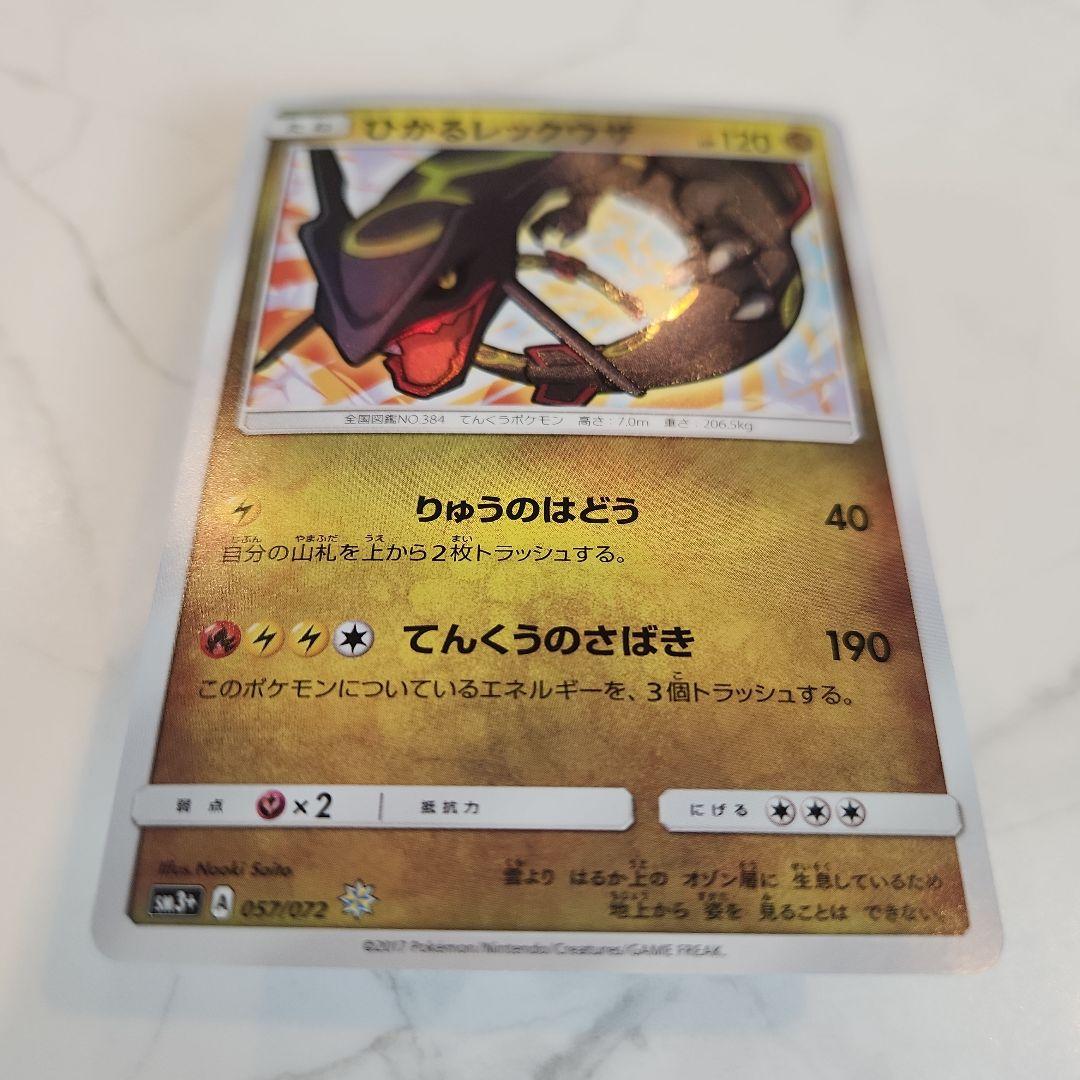 たね ひかるレックウザ HP 120
全国図鑑NO.384 てんくうポケモン 高さ:7.0m 重さ:206.5kg
りゅうのはどう 40
自分の山札を上から2枚トラッシュする。
てんくうのさばき 190
このポケモンについているエネルギーを、3個トラッシュする。
弱点 ×2 抵抗力 にげる
Illus. Naoki Saito
雲より はるか上の オゾン層に 生息しているため
地上から 姿を 見ることは できない。
SM3+ A 057/072
©2017 Pokémon/Nintendo/Creatures/GAME FREAK.